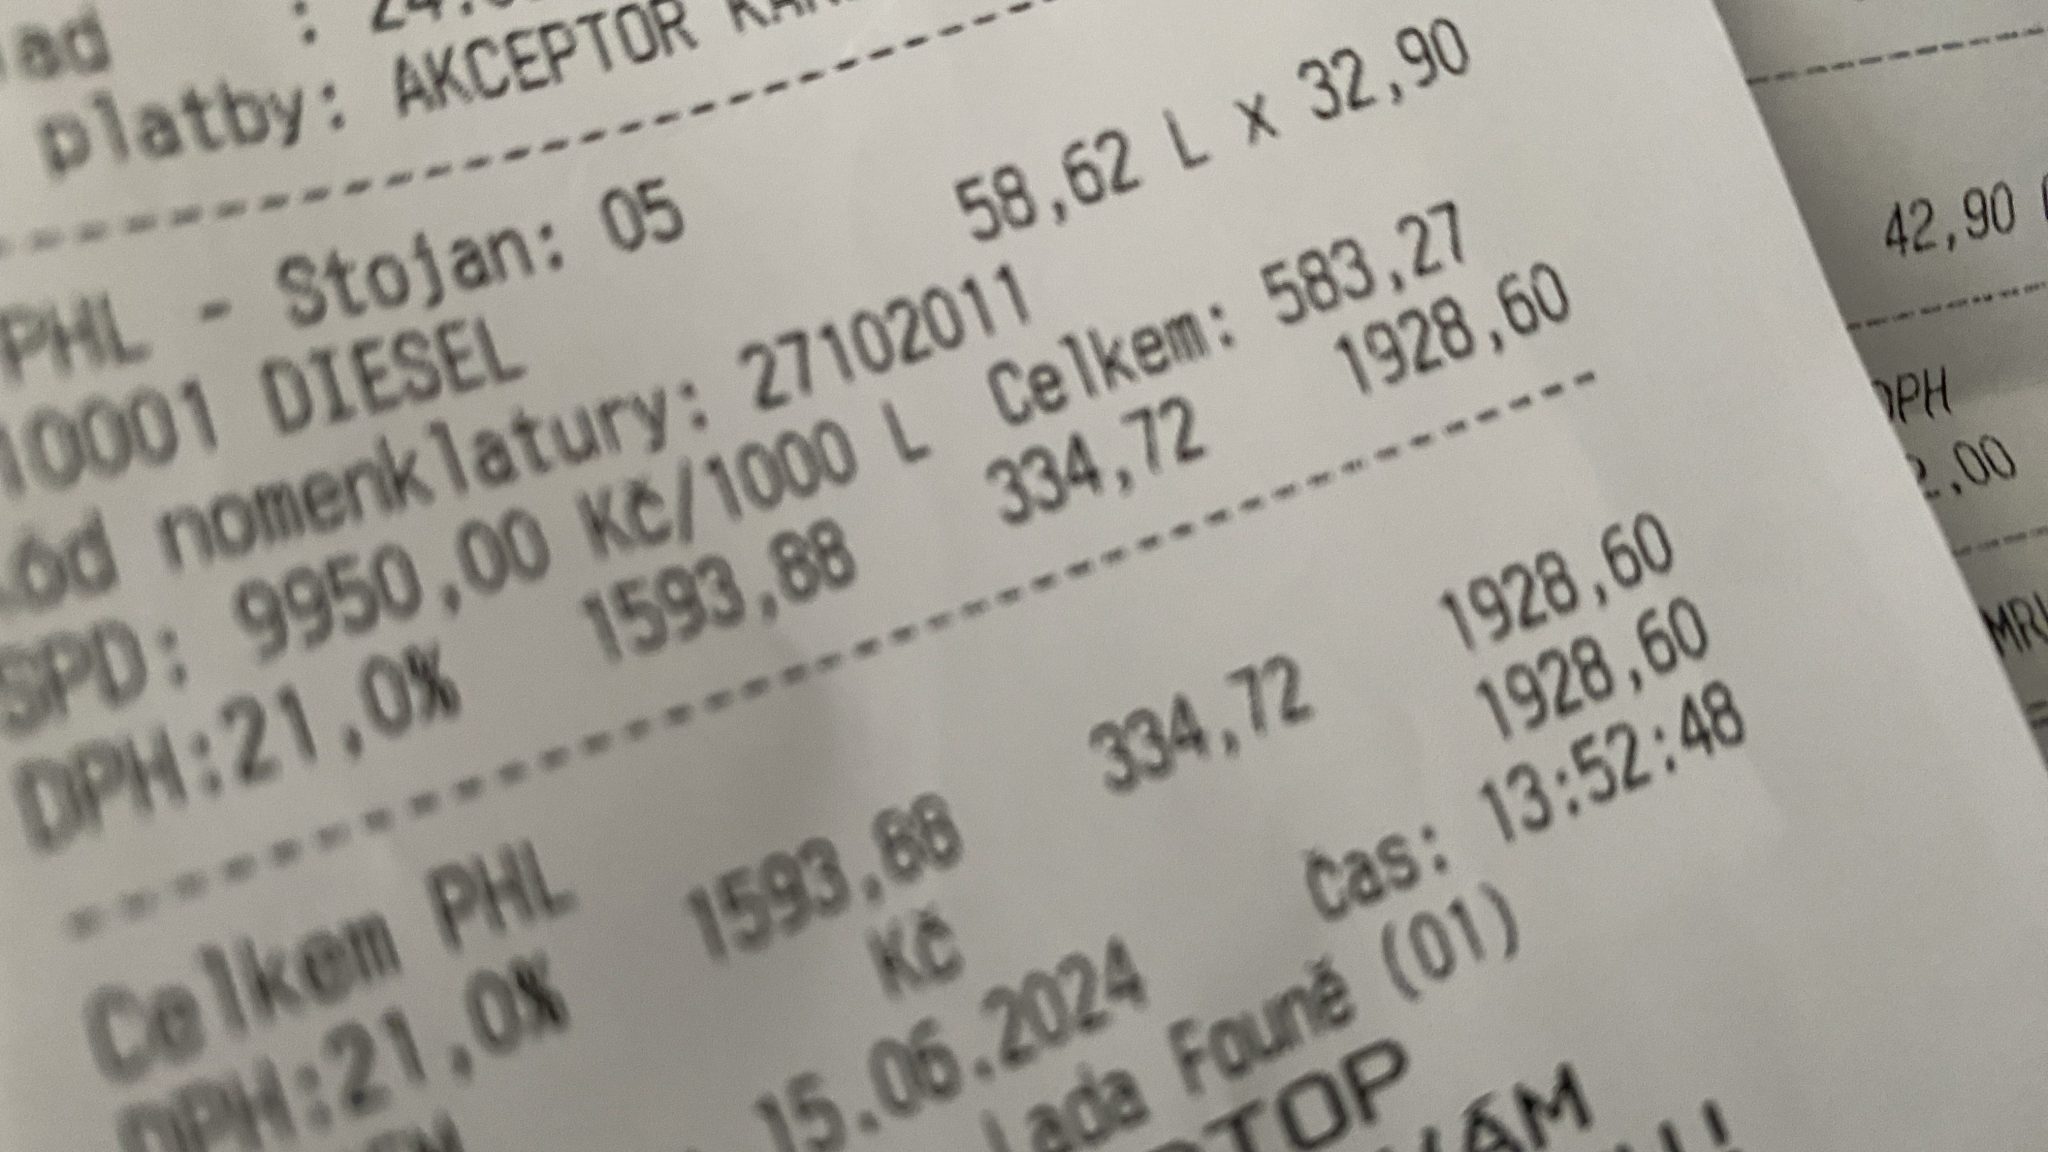 platby: AKCEPTOR
PHL - Stojan: 05
10001 DIESEL 58,62 L x 32,90
nomenklatury: 27102011
SPD: 9950,00 Kč/1000 L Celkem: 583,27
DPH:21,0% 1593,88 334,72 1928,60
Celkem PHL 1928,60
DPH:21,0% 1593,88 334,72 1928,60
Kč
15.06.2024 Čas: 13:52:48
Lada Founě (01)
VÁM
42,90
DPH